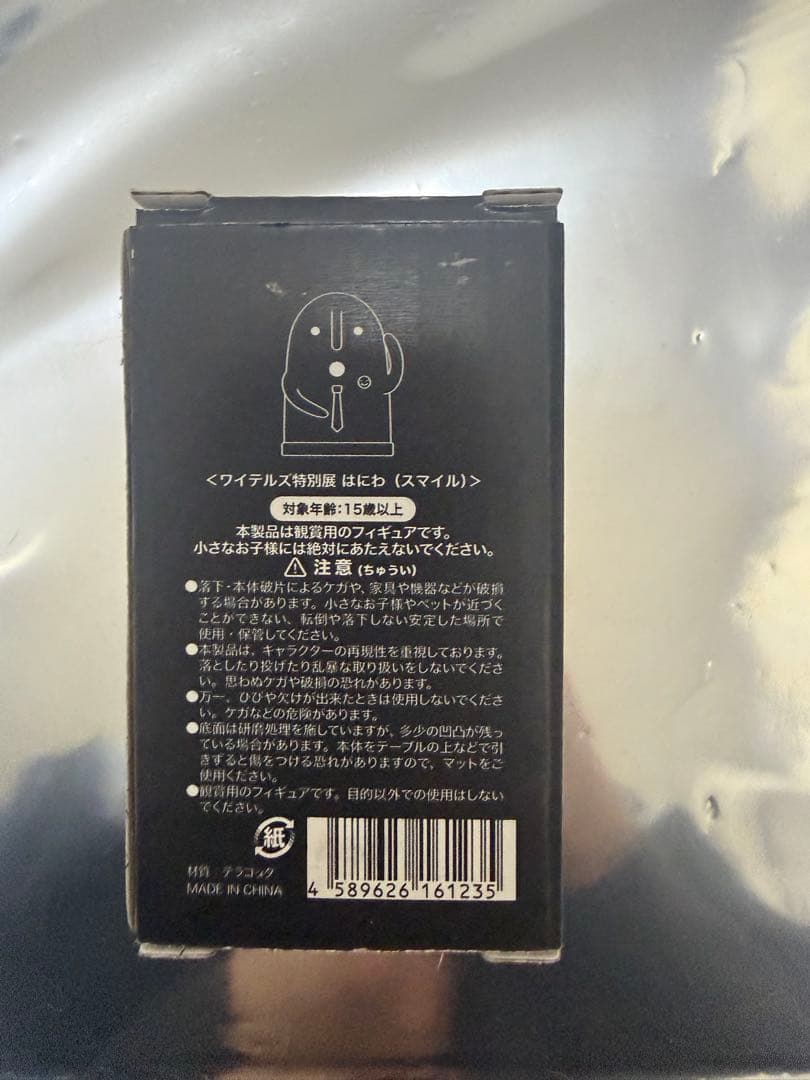 ＜ワイテルズ特別展 はにわ（スマイル）＞
対象年齢：15歳以上
本製品は観賞用のフィギュアです。
小さなお子様には絶対にあたえないでください。
⚠ 注意（ちゅうい）
●落下・本体破片によるケガや、家具や機器などが破損
する場合があります。小さなお子様やペットが近づく
ことができない、転倒や落下しない安定した場所で
使用・保管してください。
●本製品は、キャラクターの再現性を重視しております。
落としたり投げたり乱暴な取り扱いをしないでくださ
い。思わぬケガや破損の恐れがあります。
●万一、ひびや欠けが出来たときは使用しないでくださ
い。ケガなどの危険があります。
●底面は研磨処理を施していますが、多少の凹凸が残っ
ている場合があります。本体をテーブルの上などで引
きずると傷をつける恐れがありますので、マットをご
使用ください。
●観賞用のフィギュアです。目的以外での使用はしない
でください。
紙
材質：テラコッタ
MADE IN CHINA
4 589626 161235